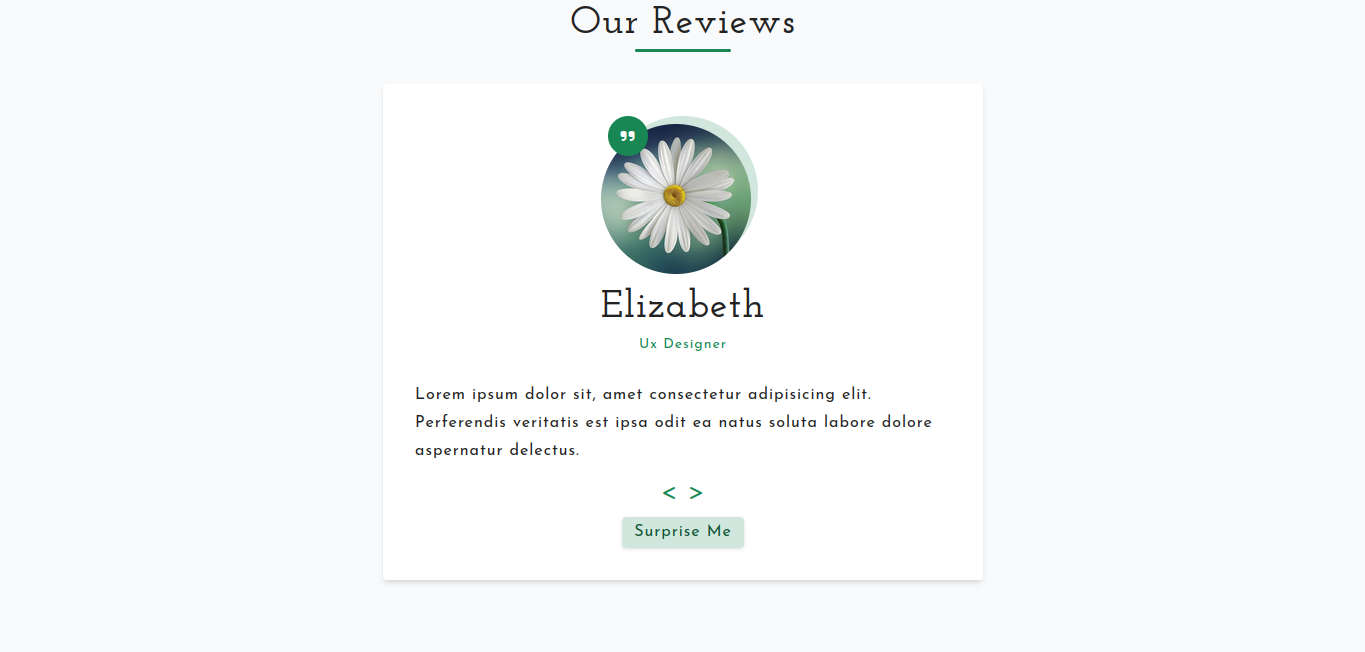 Our Reviews
Elizabeth
Ux Designer
Lorem ipsum dolor sit, amet consectetur adipisicing elit.
Perferendis veritatis est ipsa odit ea natus soluta labore dolore
aspernatur delectus.
< >
Surprise Me